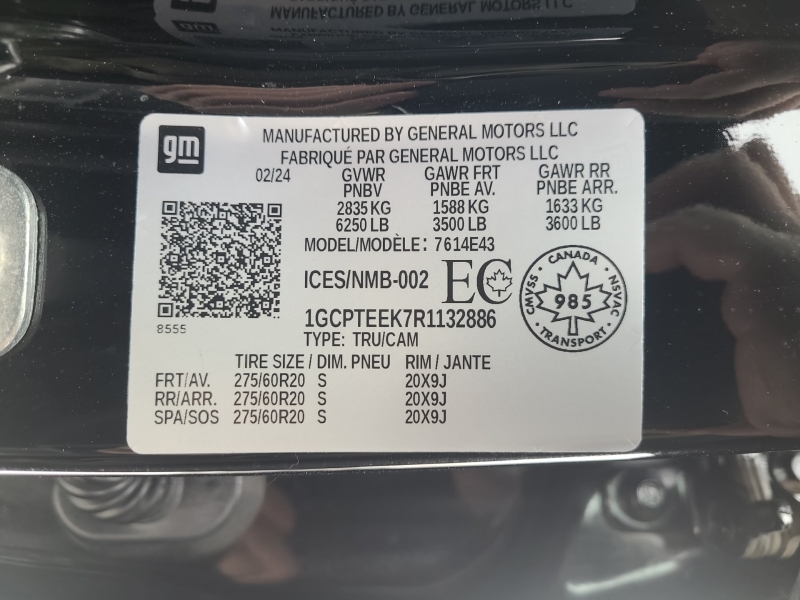 MANUFACTURED BY GENERAL MOTORS LLC
gm
MANUFACTURED BY GENERAL MOTORS LLC
FABRIQUÉ PAR GENERAL MOTORS LLC
02/24 GVWR GAWR FRT GAWR RR
PNBV PNBE AV. PNBE ARR.
2835 KG 1588 KG 1633 KG
6250 LB 3500 LB 3600 LB
MODEL/MODÈLE: 7614E43
ICES/NMB-002 EC
CANADA
CMVSS 985 NSVAC
TRANSPORT
8555
1GCPTEEK7R1132886
TYPE: TRU/CAM
TIRE SIZE / DIM. PNEU RIM / JANTE
FRT/AV. 275/60R20 S 20X9J
RR/ARR. 275/60R20 S 20X9J
SPA/SOS 275/60R20 S 20X9J